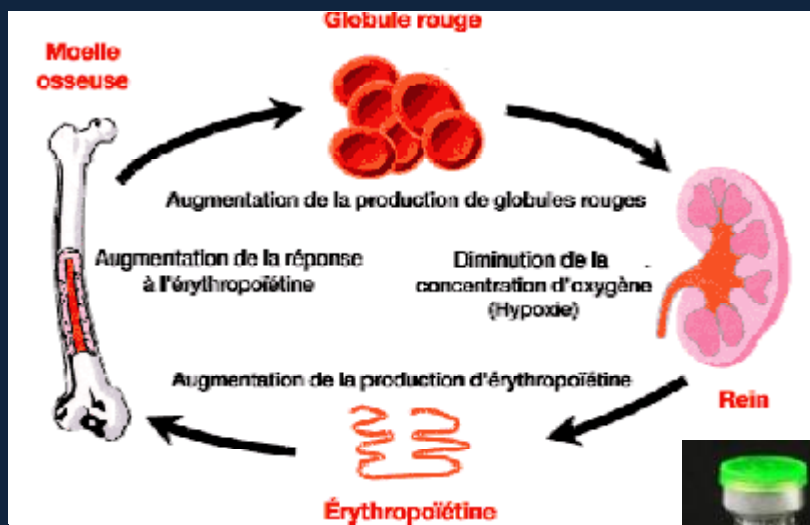 Globule rouge
Moelle
osseuse
Augmentation de la production de globules rouges
Augmentation de la réponse
à l'érythropoïétine
Diminution de la
concentration d'oxygène
(Hypoxie)
Augmentation de la production d'érythropoïétine
Rein
Érythropoïétine